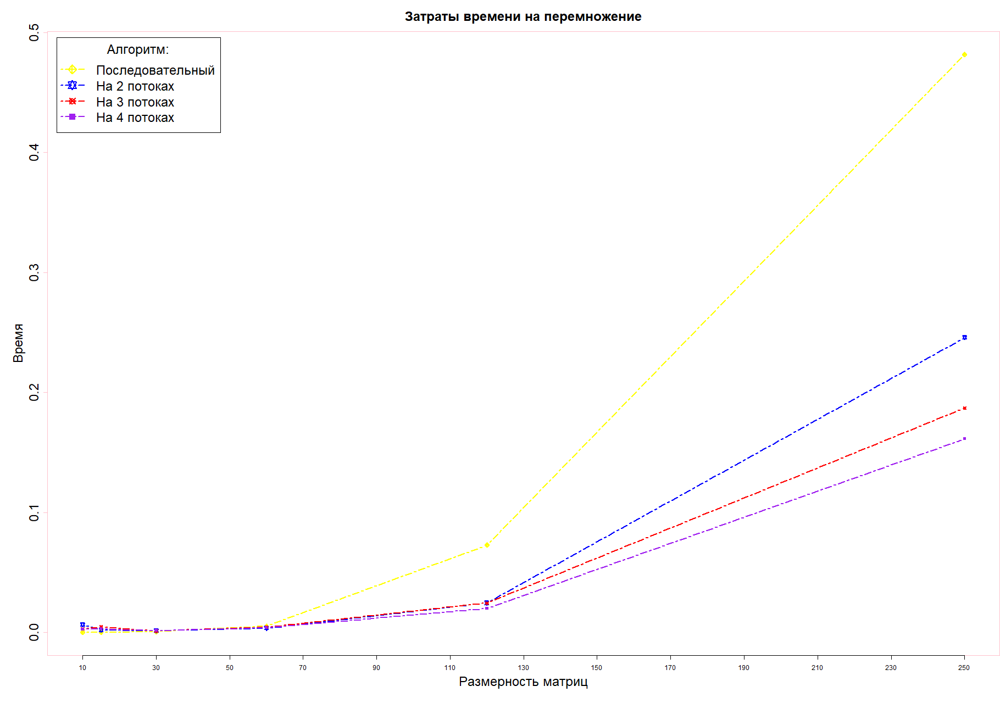 Затраты времени на перемножение
Алгоритм:
Последовательный
На 2 потоках
На 3 потоках
На 4 потоках
0.5
0.4
0.3
0.2
0.1
0.0
Время
10 30 50 70 90 110 130 150 170 190 210 230 250
Размерность матриц